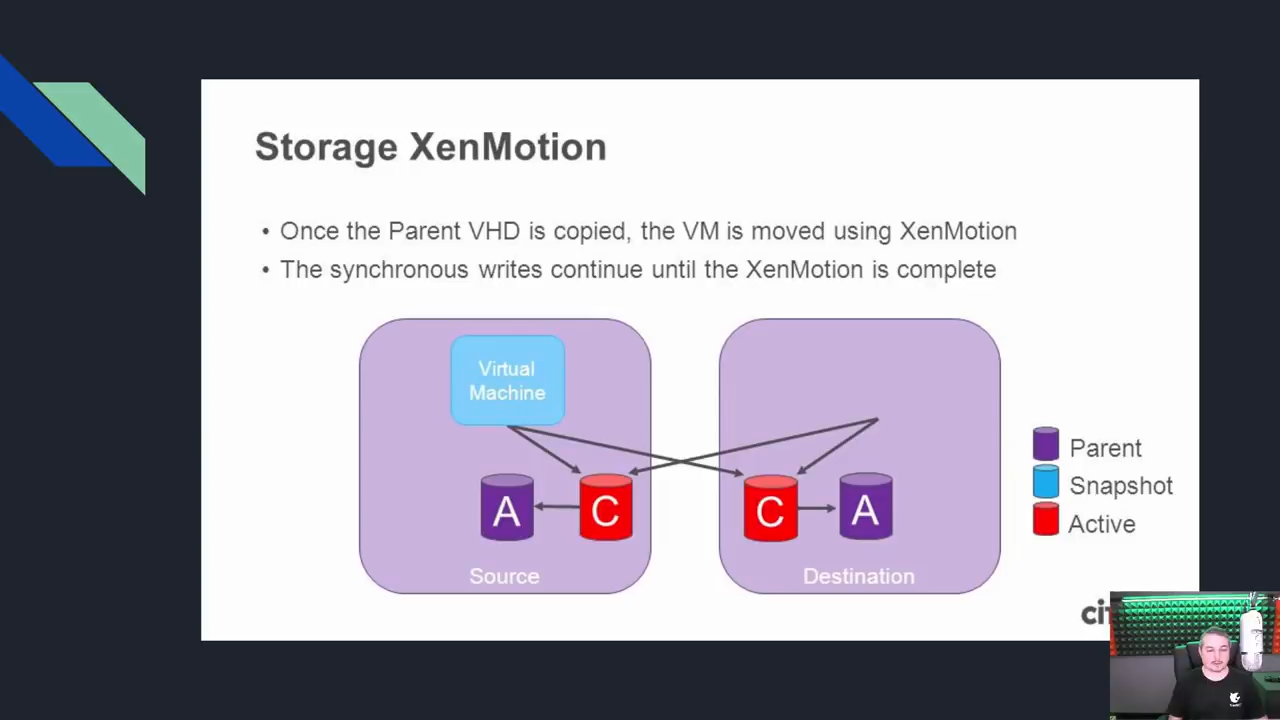 Storage XenMotion
• Once the Parent VHD is copied, the VM is moved using XenMotion
• The synchronous writes continue until the XenMotion is complete
Virtual
Machine
A
C
C
A
Source
Destination
Parent
Snapshot
Active